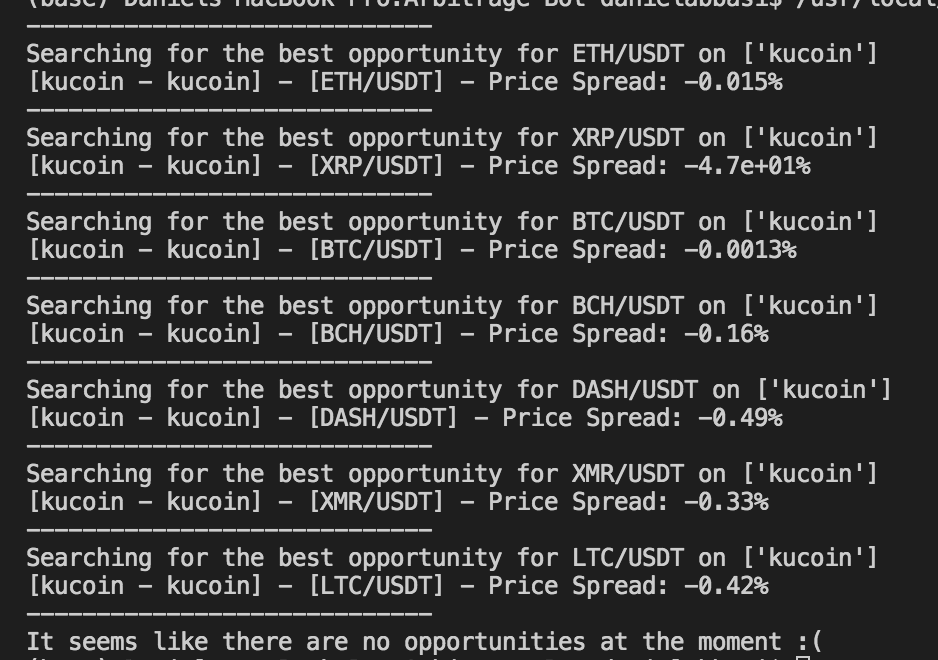 (base) Daniels-MacBook-Pro:Arbitrage Bot danielabbasi$ /usr/local/
--------------------------------
Searching for the best opportunity for ETH/USDT on ['kucoin']
[kucoin - kucoin] - [ETH/USDT] - Price Spread: -0.015%
--------------------------------
Searching for the best opportunity for XRP/USDT on ['kucoin']
[kucoin - kucoin] - [XRP/USDT] - Price Spread: -4.7e+01%
--------------------------------
Searching for the best opportunity for BTC/USDT on ['kucoin']
[kucoin - kucoin] - [BTC/USDT] - Price Spread: -0.0013%
--------------------------------
Searching for the best opportunity for BCH/USDT on ['kucoin']
[kucoin - kucoin] - [BCH/USDT] - Price Spread: -0.16%
--------------------------------
Searching for the best opportunity for DASH/USDT on ['kucoin']
[kucoin - kucoin] - [DASH/USDT] - Price Spread: -0.49%
--------------------------------
Searching for the best opportunity for XMR/USDT on ['kucoin']
[kucoin - kucoin] - [XMR/USDT] - Price Spread: -0.33%
--------------------------------
Searching for the best opportunity for LTC/USDT on ['kucoin']
[kucoin - kucoin] - [LTC/USDT] - Price Spread: -0.42%
--------------------------------
It seems like there are no opportunities at the moment :(